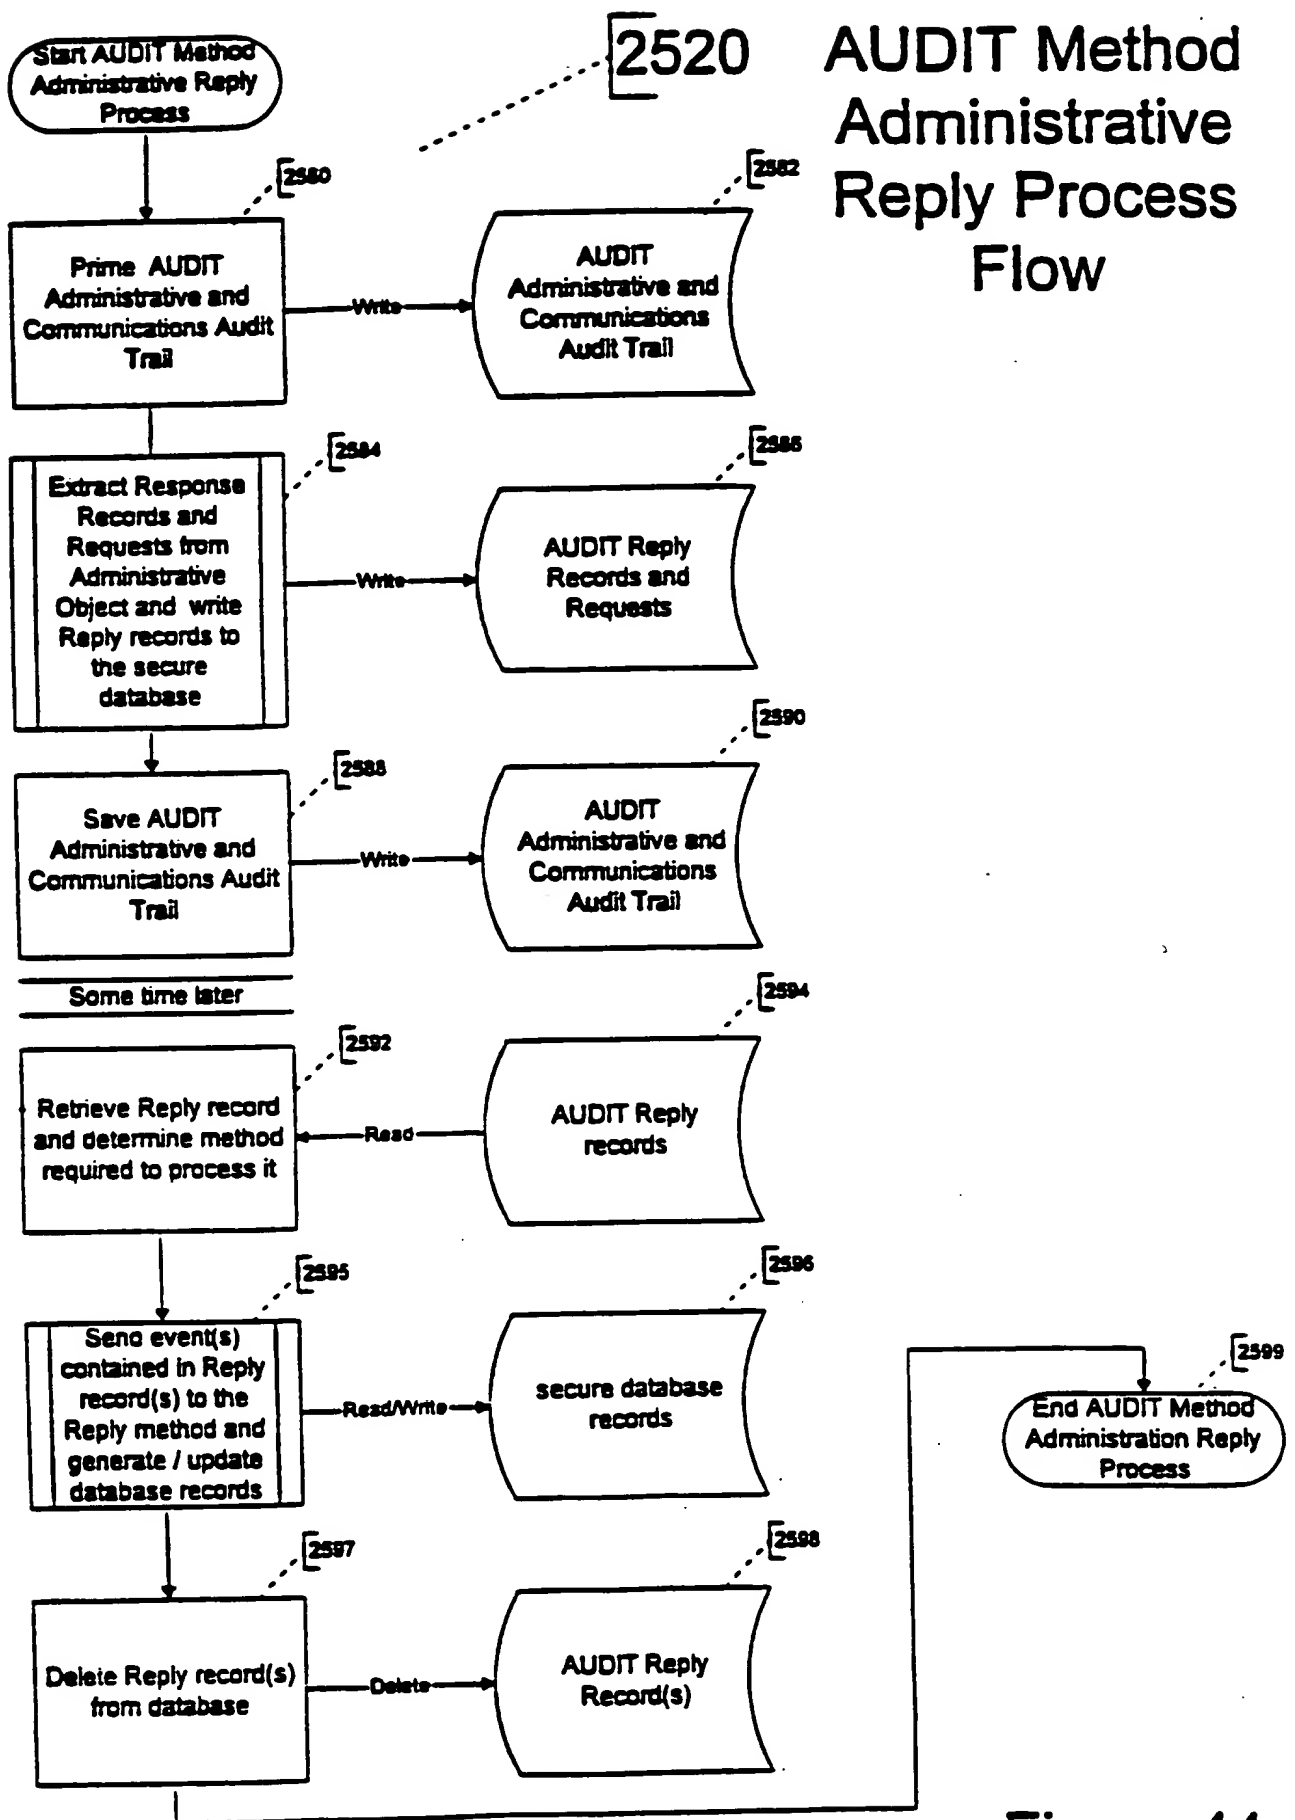 Start AUDIT Method
Administrative Reply
Process
2520
AUDIT Method
Administrative
Reply Process
Flow
2580
2582
Prime AUDIT
Administrative and
Communications Audit
Trail
Write
AUDIT
Administrative and
Communications
Audit Trail
2584
2586
Extract Response
Records and
Requests from
Administrative
Object and write
Reply records to
the secure
database
Write
AUDIT Reply
Records and
Requests
2588
2590
Save AUDIT
Administrative and
Communications Audit
Trail
Write
AUDIT
Administrative and
Communications
Audit Trail
Some time later
2592
2594
Retrieve Reply record
and determine method
required to process it
Read
AUDIT Reply
records
2595
2596
Send event(s)
contained in Reply
record(s) to the
Reply method and
generate / update
database records
Read/Write
secure database
records
2599
End AUDIT Method
Administration Reply
Process
2597
2598
Delete Reply record(s)
from database
Delete
AUDIT Reply
Record(s)